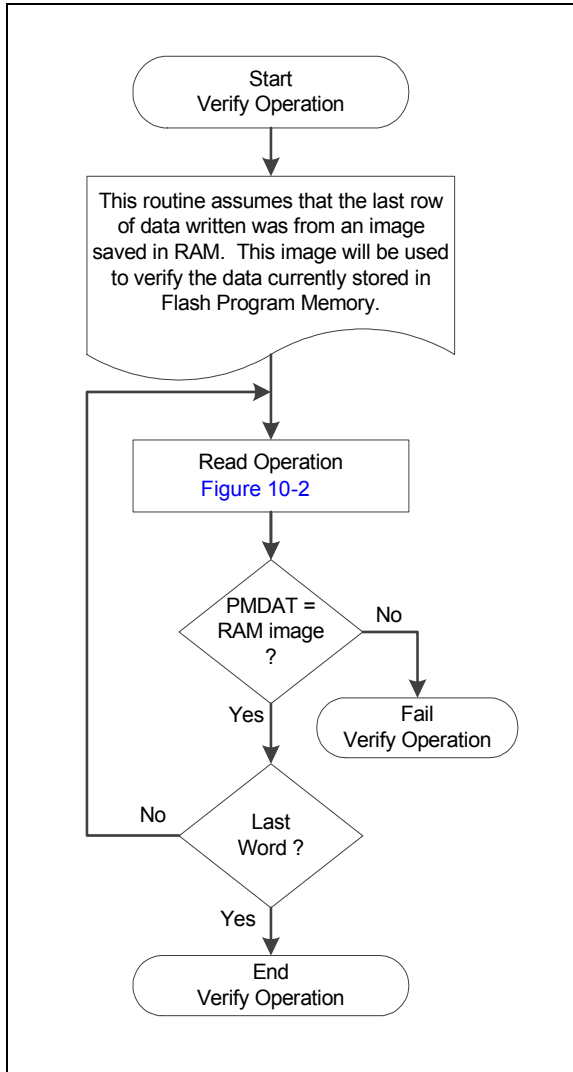 Start
Verify Operation
This routine assumes that the last row
of data written was from an image
saved in RAM. This image will be used
to verify the data currently stored in
Flash Program Memory.
Read Operation
Figure 10-2
PMDAT =
RAM image
?
No
Yes
Fail
Verify Operation
No
Last
Word ?
Yes
End
Verify Operation